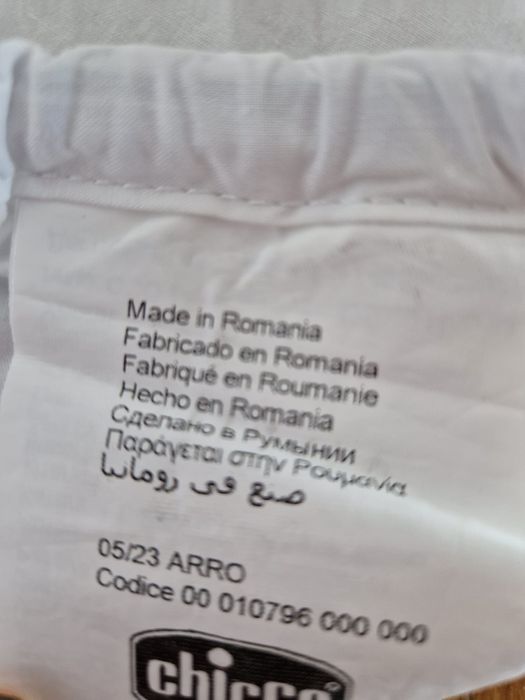 Made in Romania
Fabricado en Romania
Fabriqué en Roumanie
Hecho en Romania
Сделано в Румынии
Παράγεται στην Ρουμανία
صنع في رومانيا
05/23 ARRO
Codice 00 010796 000 000
chicco